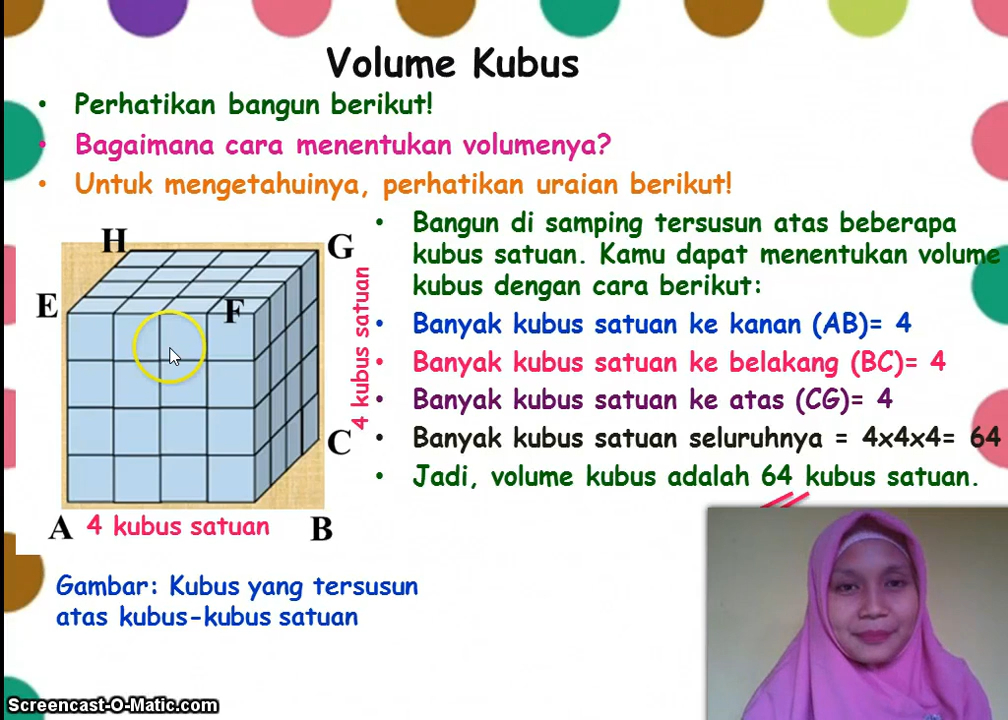 Volume Kubus
• Perhatikan bangun berikut!
• Bagaimana cara menentukan volumenya?
• Untuk mengetahuinya, perhatikan uraian berikut!
H
G
E
F
C
A
B
4 kubus satuan
4 kubus satuan
Gambar: Kubus yang tersusun
atas kubus-kubus satuan
• Bangun di samping tersusun atas beberapa
kubus satuan. Kamu dapat menentukan volume
kubus dengan cara berikut:
• Banyak kubus satuan ke kanan (AB)= 4
• Banyak kubus satuan ke belakang (BC)= 4
• Banyak kubus satuan ke atas (CG)= 4
• Banyak kubus satuan seluruhnya = 4x4x4= 64
• Jadi, volume kubus adalah 64 kubus satuan.
Screencast-O-Matic.com